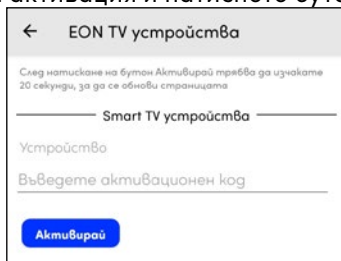 EON TV устройства
След натискане на бутон Активирай трябва да изчакате
20 секунди, за да се обнови страницата
Smart TV устройства
Устройство
Въведете активационен код
Активирай